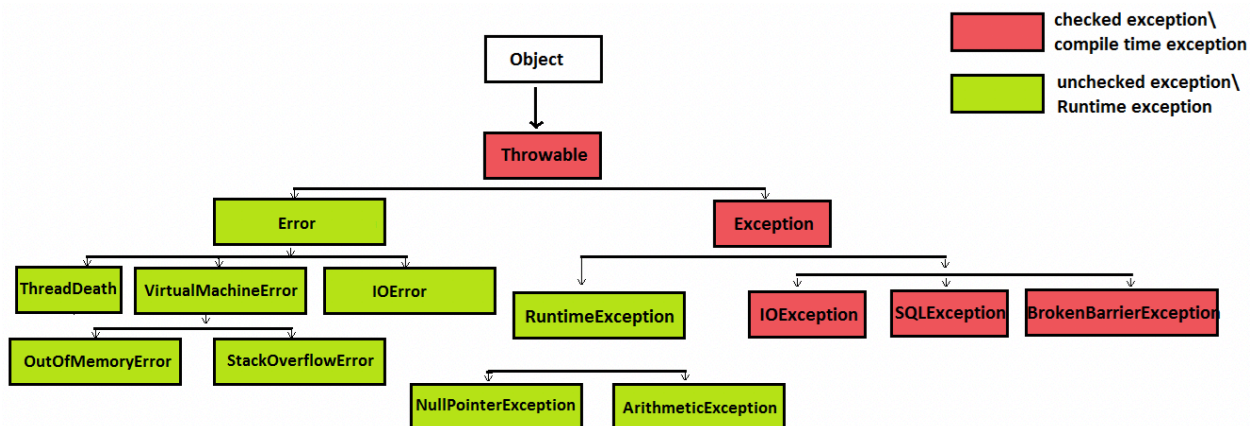 checked exception\
compile time exception
Object
unchecked exception\
Runtime exception
Throwable
Error
Exception
ThreadDeath
VirtualMachineError
IOError
RuntimeException
IOException
SQLException
BrokenBarrierException
OutOfMemoryError
StackOverflowError
NullPointerException
ArithmeticException